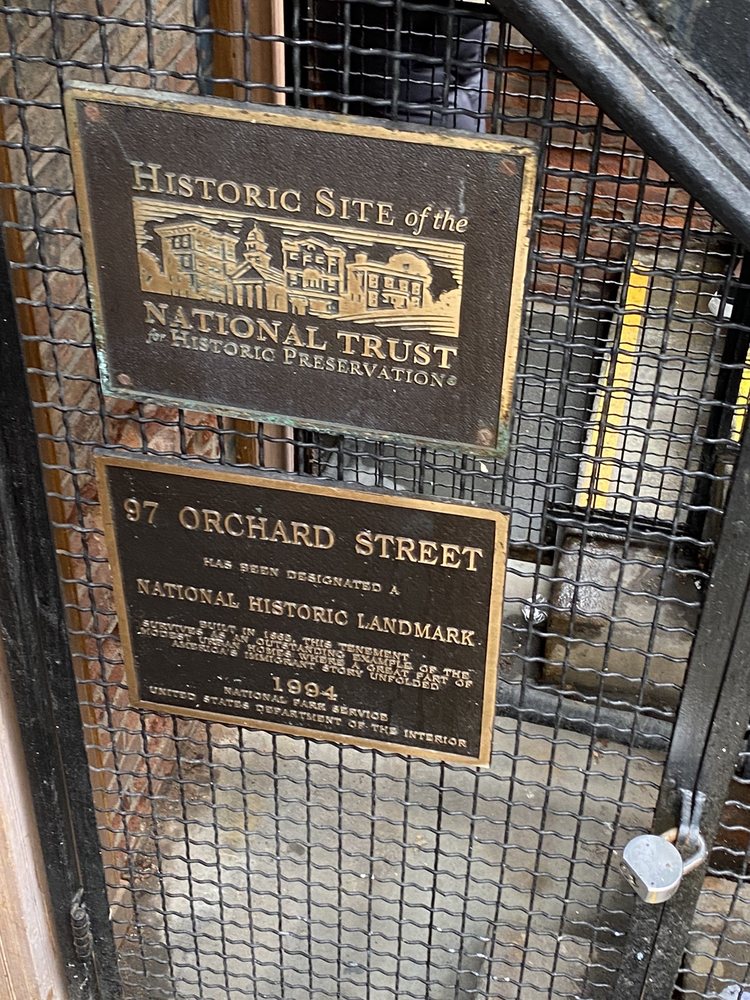 HISTORIC SITE of the
NATIONAL TRUST
for HISTORIC PRESERVATION®
97 ORCHARD STREET
HAS BEEN DESIGNATED A
NATIONAL HISTORIC LANDMARK
BUILT IN 1863, THIS TENEMENT
SURVIVES AS AN OUTSTANDING EXAMPLE OF THE
MODEST URBAN HOMES WHERE A GREAT PART OF
AMERICA'S IMMIGRANT STORY UNFOLDED
1994
NATIONAL PARK SERVICE
UNITED STATES DEPARTMENT OF THE INTERIOR